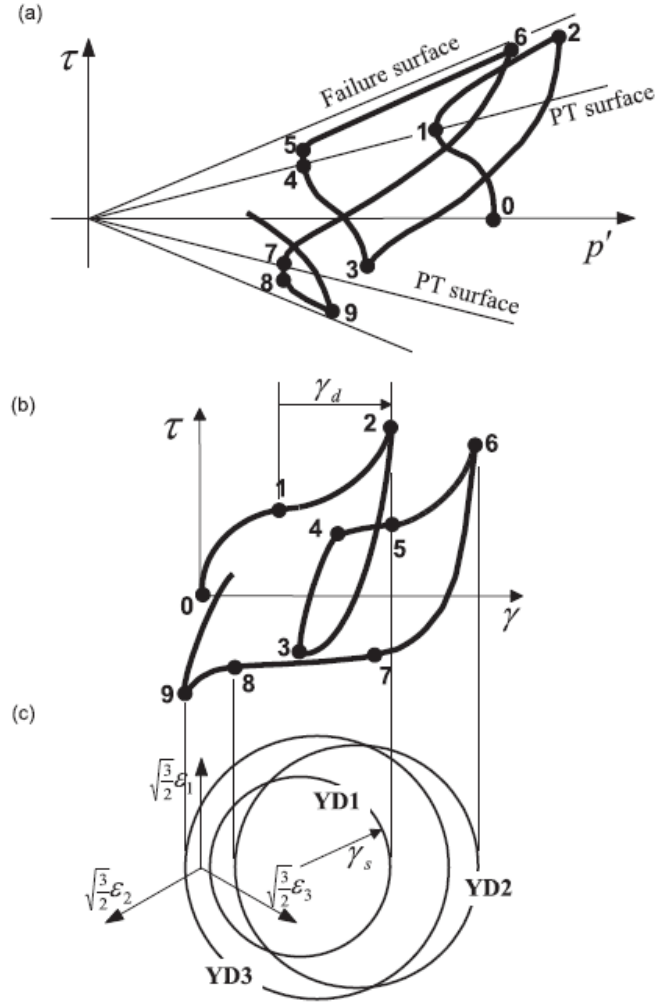 (a)
τ
Failure surface
6
2
PT surface
1
5
4
0
p′
3
7
8
PT surface
9
(b)
γd
τ
2
6
1
4
5
0
γ
3
7
8
9
(c)
√3/2 ε1
YD1
γs
√3/2 ε2
√3/2 ε3
YD2
YD3